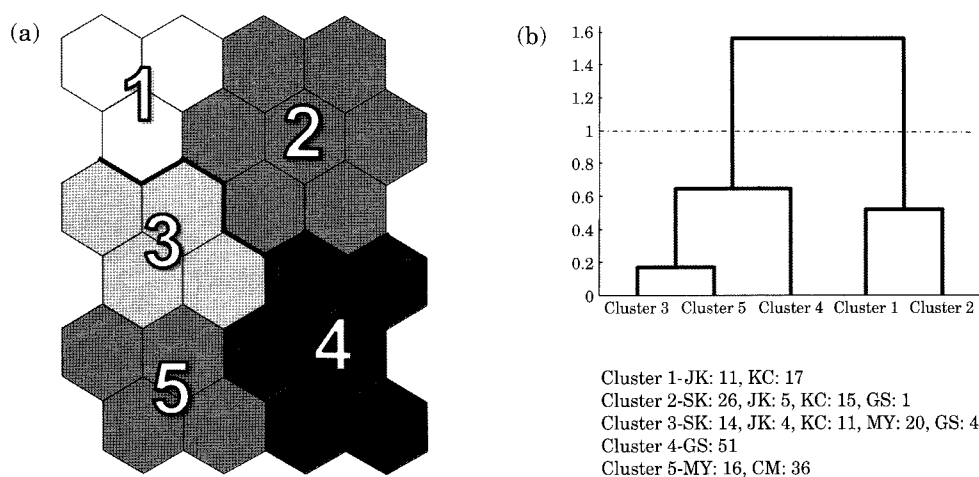 (a)
1
2
3
4
5
(b)
1.6
1.4
1.2
1
0.8
0.6
0.4
0.2
0
Cluster 3 Cluster 5 Cluster 4 Cluster 1 Cluster 2
Cluster 1-JK: 11, KC: 17
Cluster 2-SK: 26, JK: 5, KC: 15, GS: 1
Cluster 3-SK: 14, JK: 4, KC: 11, MY: 20, GS: 4
Cluster 4-GS: 51
Cluster 5-MY: 16, CM: 36